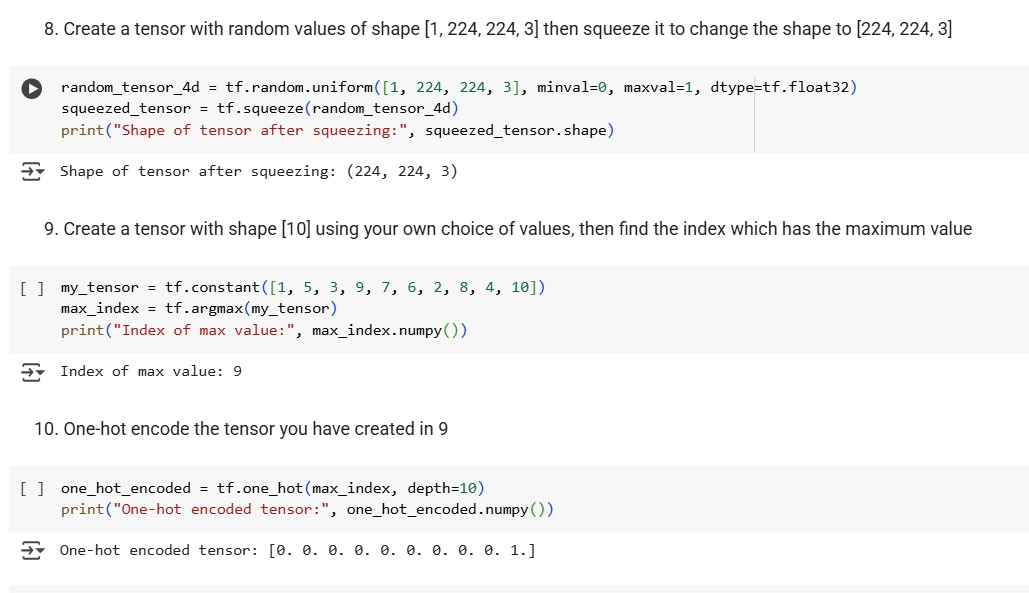 8. Create a tensor with random values of shape [1, 224, 224, 3] then squeeze it to change the shape to [224, 224, 3]
random_tensor_4d = tf.random.uniform([1, 224, 224, 3], minval=0, maxval=1, dtype=tf.float32)
squeezed_tensor = tf.squeeze(random_tensor_4d)
print("Shape of tensor after squeezing:", squeezed_tensor.shape)
Shape of tensor after squeezing: (224, 224, 3)
9. Create a tensor with shape [10] using your own choice of values, then find the index which has the maximum value
[ ] my_tensor = tf.constant([1, 5, 3, 9, 7, 6, 2, 8, 4, 10])
max_index = tf.argmax(my_tensor)
print("Index of max value:", max_index.numpy())
Index of max value: 9
10. One-hot encode the tensor you have created in 9
[ ] one_hot_encoded = tf.one_hot(max_index, depth=10)
print("One-hot encoded tensor:", one_hot_encoded.numpy())
One-hot encoded tensor: [0. 0. 0. 0. 0. 0. 0. 0. 0. 1.]